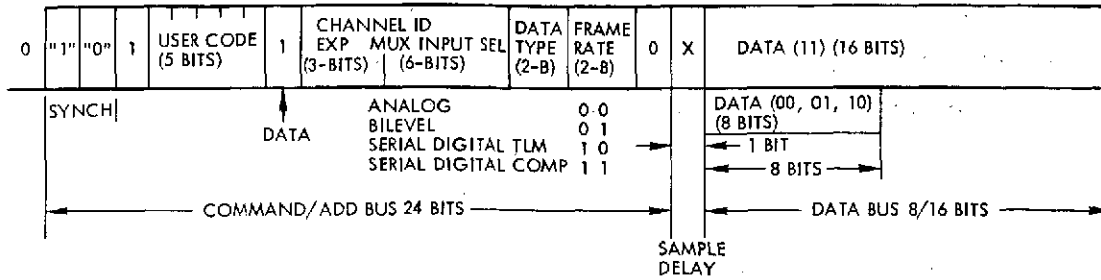 0 "1" "0" 1 USER CODE (5 BITS) 1 CHANNEL ID EXP (3-BITS) MUX INPUT SEL (6-BITS) DATA TYPE (2-B) FRAME RATE (2-B) 0 X DATA (11) (16 BITS)
SYNCH
DATA
ANALOG 0 0
BILEVEL 0 1
SERIAL DIGITAL TLM 1 0
SERIAL DIGITAL COMP 1 1
DATA (00, 01, 10)
(8 BITS)
1 BIT
8 BITS
COMMAND/ADD BUS 24 BITS
DATA BUS 8/16 BITS
SAMPLE
DELAY